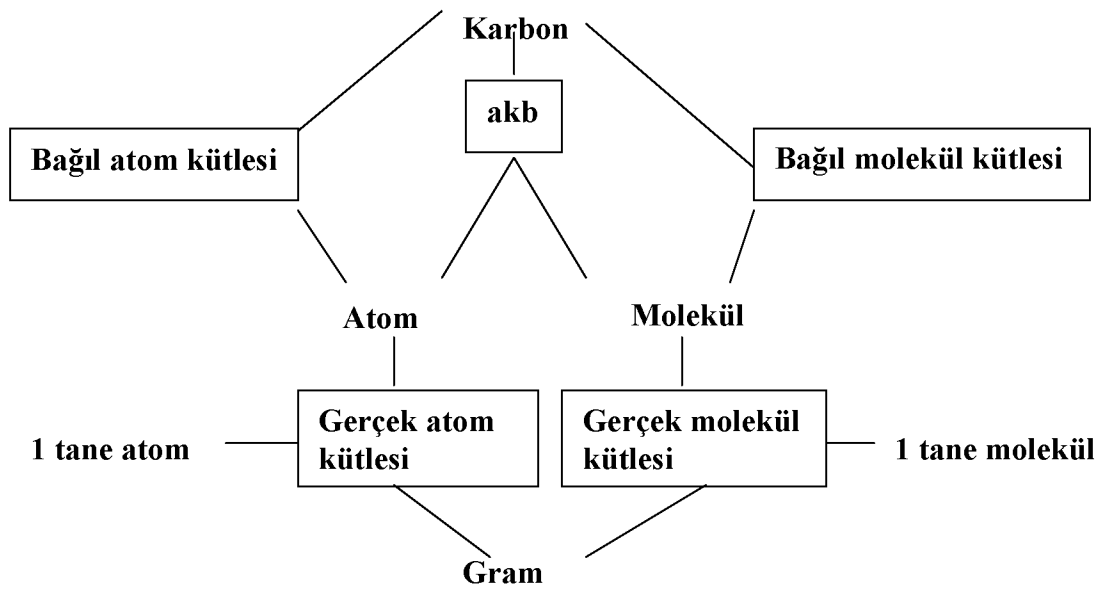 Karbon
akb
Bağıl atom kütlesi
Bağıl molekül kütlesi
Atom
Molekül
1 tane atom
Gerçek atom
kütlesi
Gerçek molekül
kütlesi
1 tane molekül
Gram